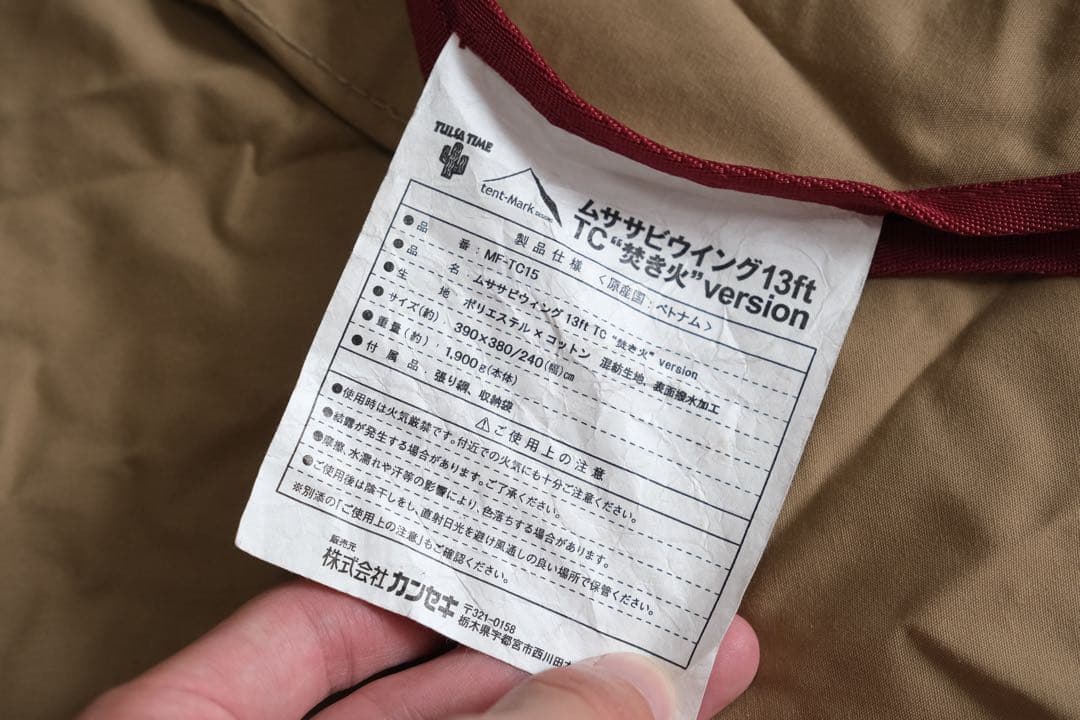 TULSA TIME
tent-Mark DESIGNS
ムササビウイング13ft
TC“焚き火”version
製品仕様 〈原産国：ベトナム〉
●品番：MF-TC15
●品名 ムササビウイング 13ft TC “焚き火” version
●生地 ポリエステル×コットン 混紡生地、表面撥水加工
●サイズ(約) 390×380/240(幅)㎝
●重量(約) 1,900g(本体)
●付属品 張り綱、収納袋
⚠ご使用上の注意
●使用時は火気厳禁です。付近での火気にも十分ご注意ください。
●結露が発生する場合があります。ご了承ください。
●摩擦、水濡れや汗等の影響により、色落ちする場合があります。
●ご使用後は陰干しをし、直射日光を避け風通しの良い場所で保管ください。
※別添の「ご使用上の注意」もご確認ください。
販売元
株式会社カンセキ
〒321-0158
栃木県宇都宮市西川田